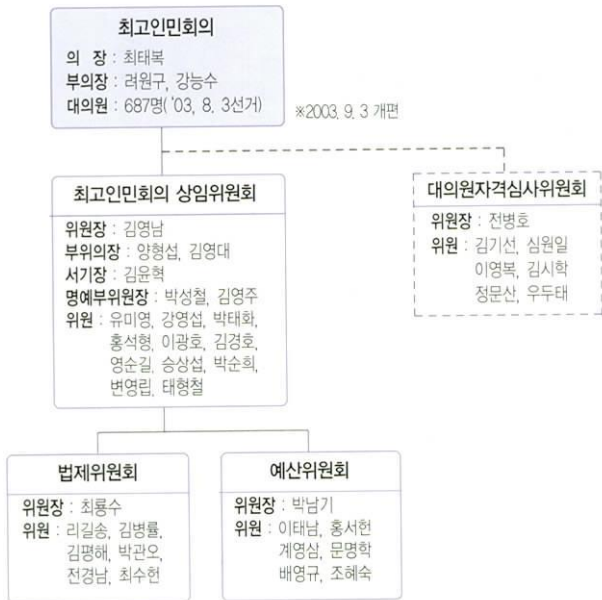 최고인민회의
의 장 : 최태복
부의장 : 려원구, 강능수
대의원 : 687명('03, 8, 3선거)
※2003, 9, 3 개편
최고인민회의 상임위원회
위원장 : 김영남
부위의장 : 양형섭, 김영대
서기장 : 김윤혁
명예부위원장 : 박성철, 김영주
위원 : 유미영, 강영섭, 박태화,
홍석형, 이광호, 김경호,
영순길, 승상섭, 박순희,
변영립, 태형철
대의원자격심사위원회
위원장 : 전병호
위원 : 김기선, 심원일
이영복, 김시학
정문산, 우두태
법제위원회
위원장 : 최룡수
위원 : 리길송, 김병률,
김평해, 박관오,
전경남, 최수헌
예산위원회
위원장 : 박남기
위원 : 이태남, 홍서헌
계영삼, 문명학
배영규, 조혜숙